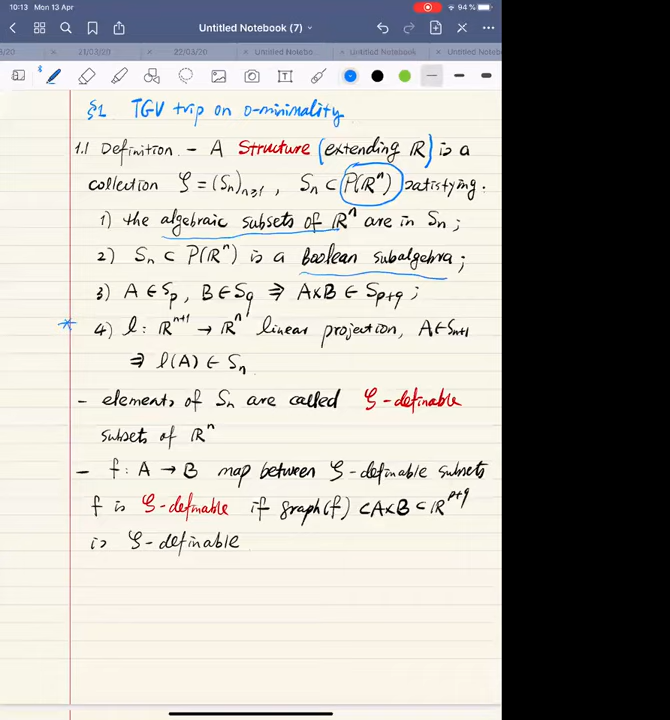 10:13 Mon 13 Apr
94 %
Untitled Notebook (7)
/20
21/02/20
22/03/20
Untitled Notebo...
Untitled Notebook
Untitled Note
§1 TGV trip on o-minimality
1.1 Definition - A Structure (extending ℝ) is a
collection 𝒮 = (Sn)n≥1, Sn ⊂ P(ℝⁿ) satisfying.
1) the algebraic subsets of ℝⁿ are in Sn;
2) Sn ⊂ P(ℝⁿ) is a Boolean subalgebra;
3) A ∈ Sp, B ∈ Sq ⇒ A×B ∈ Sp+q;
* 4) l: ℝⁿ⁺¹ → ℝⁿ linear projection, A ∈ Sn+1
⇒ l(A) ∈ Sn
- elements of Sn are called 𝒮-definable
subsets of ℝⁿ
- f: A → B map between 𝒮-definable subsets
f is 𝒮-definable if graph(f) ⊂ A×B ⊂ ℝᵖ⁺q
is 𝒮-definable